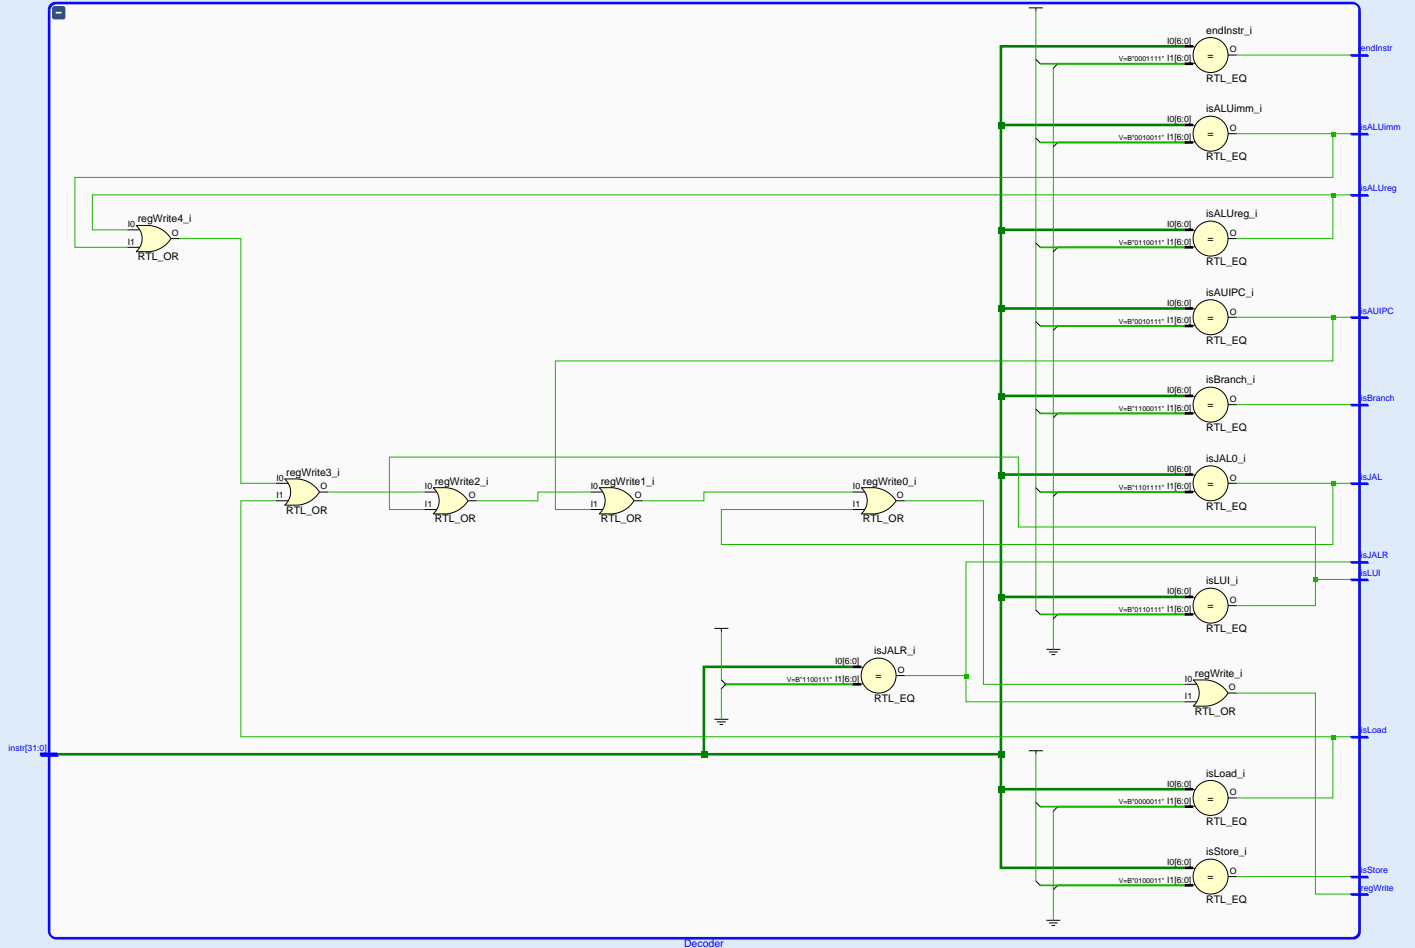 endInstr_i
I0[6:0]
O
V=B"0001111" I1[6:0]
=
RTL_EQ
endInstr
isALUimm_i
I0[6:0]
O
V=B"0010011" I1[6:0]
=
RTL_EQ
isALUimm
isALUreg
regWrite4_i
I0
I1
O
RTL_OR
isALUreg_i
I0[6:0]
O
V=B"0110011" I1[6:0]
=
RTL_EQ
isAUIPC_i
I0[6:0]
O
V=B"0010111" I1[6:0]
=
RTL_EQ
isAUIPC
isBranch_i
I0[6:0]
O
V=B"1100011" I1[6:0]
=
RTL_EQ
isBranch
isJAL0_i
I0[6:0]
O
V=B"1101111" I1[6:0]
=
RTL_EQ
isJAL
regWrite3_i
I0
I1
O
RTL_OR
regWrite2_i
I0
I1
O
RTL_OR
regWrite1_i
I0
I1
O
RTL_OR
regWrite0_i
I0
I1
O
RTL_OR
isJALR
isLUI
isLUI_i
I0[6:0]
O
V=B"0110111" I1[6:0]
=
RTL_EQ
isJALR_i
I0[6:0]
O
V=B"1100111" I1[6:0]
=
RTL_EQ
regWrite_i
I0
I1
O
RTL_OR
isLoad
instr[31:0]
isLoad_i
I0[6:0]
O
V=B"0000011" I1[6:0]
=
RTL_EQ
isStore_i
I0[6:0]
O
V=B"0100011" I1[6:0]
=
RTL_EQ
isStore
regWrite
Decoder